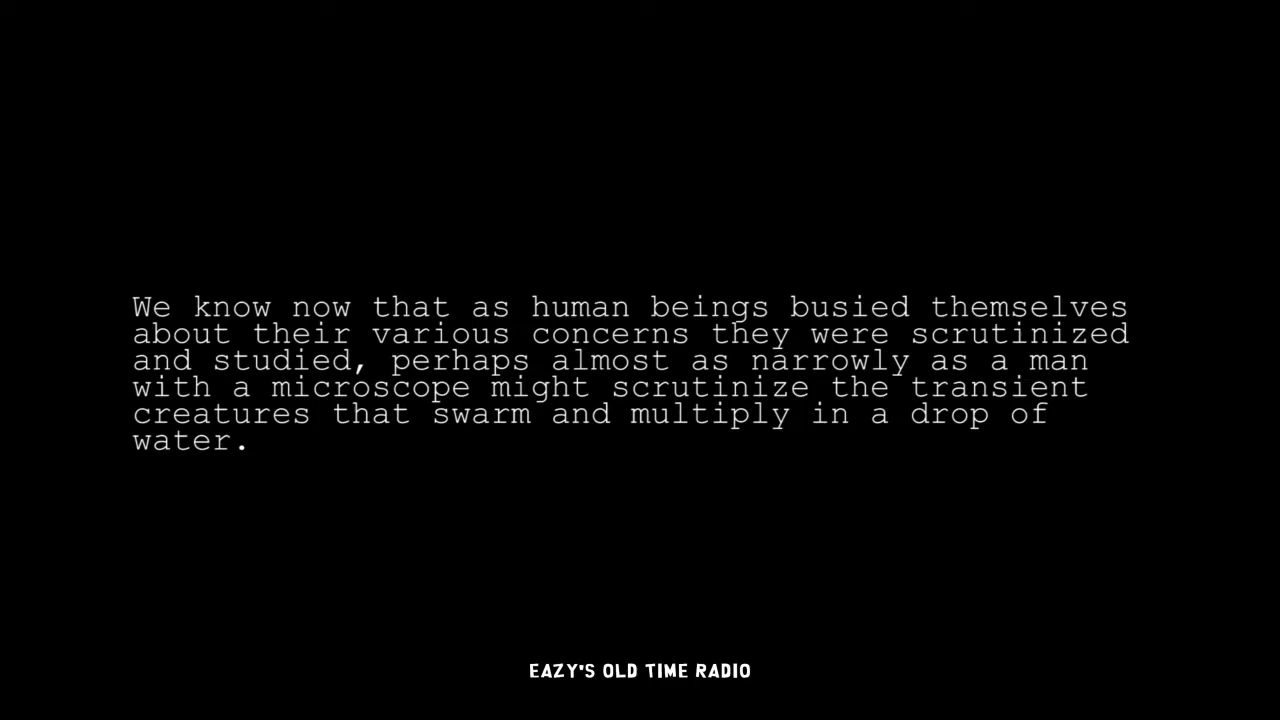 We know now that as human beings busied themselves
about their various concerns they were scrutinized
and studied, perhaps almost as narrowly as a man
with a microscope might scrutinize the transient
creatures that swarm and multiply in a drop of
water.
EAZY'S OLD TIME RADIO